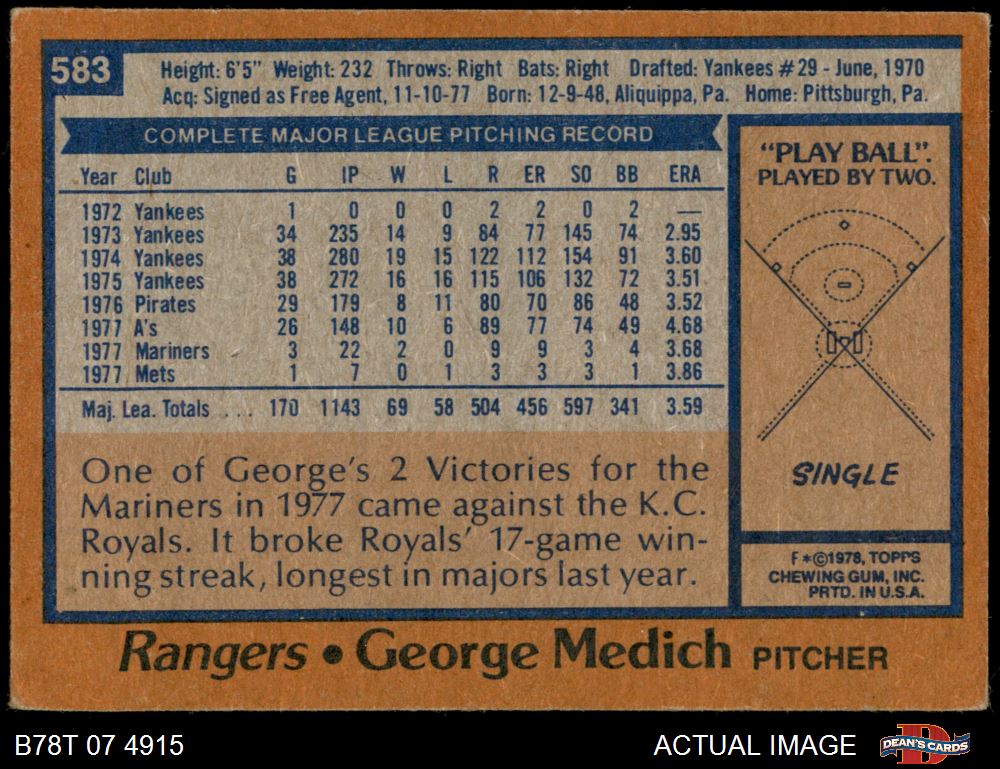 583
Height: 6'5" Weight: 232 Throws: Right Bats: Right Drafted: Yankees #29 - June, 1970
Acq: Signed as Free Agent, 11-10-77 Born: 12-9-48, Aliquippa, Pa. Home: Pittsburgh, Pa.
COMPLETE MAJOR LEAGUE PITCHING RECORD
Year Club G IP W L R ER SO BB ERA
1972 Yankees 1 0 0 0 2 2 0 2 —
1973 Yankees 34 235 14 9 84 77 145 74 2.95
1974 Yankees 38 280 19 15 122 112 154 91 3.60
1975 Yankees 38 272 16 16 115 106 132 72 3.51
1976 Pirates 29 179 8 11 80 70 86 48 3.52
1977 A's 26 148 10 6 89 77 74 49 4.68
1977 Mariners 3 22 2 0 9 9 3 4 3.68
1977 Mets 1 7 0 1 3 3 3 1 3.86
Maj. Lea. Totals . . . 170 1143 69 58 504 456 597 341 3.59
One of George's 2 Victories for the
Mariners in 1977 came against the K.C.
Royals. It broke Royals' 17-game win-
ning streak, longest in majors last year.
"PLAY BALL".
PLAYED BY TWO.
SINGLE
F*©1978, TOPPS
CHEWING GUM, INC.
PRTD. IN U.S.A.
Rangers • George Medich PITCHER
B78T 07 4915
ACTUAL IMAGE
DEAN'S CARDS